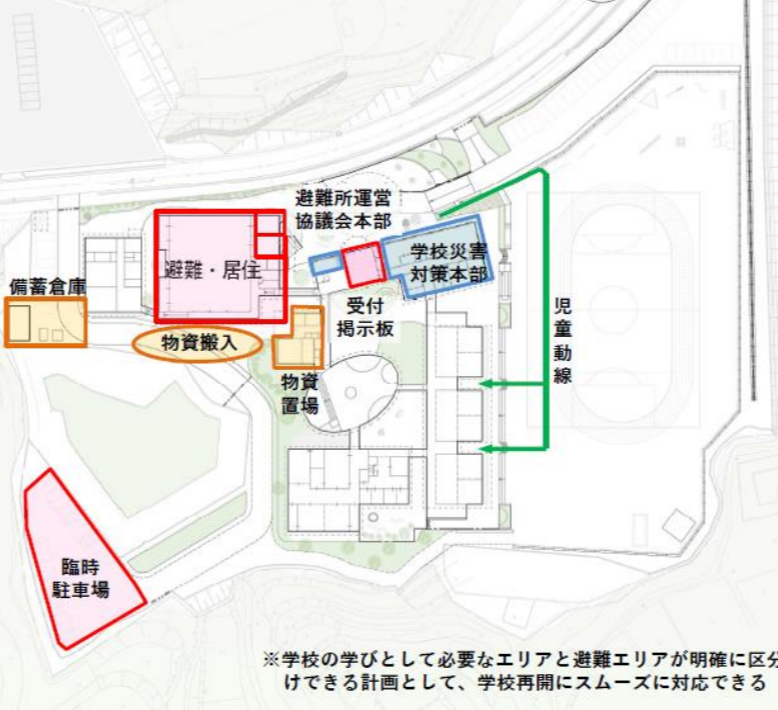 避難所運営
協議会本部
避難・居住
学校災害
対策本部
備蓄倉庫
受付
掲示板
物資搬入
物資
置場
児童動線
臨時
駐車場
※学校の学びとして必要なエリアと避難エリアが明確に区分
けできる計画として、学校再開にスムーズに対応できる